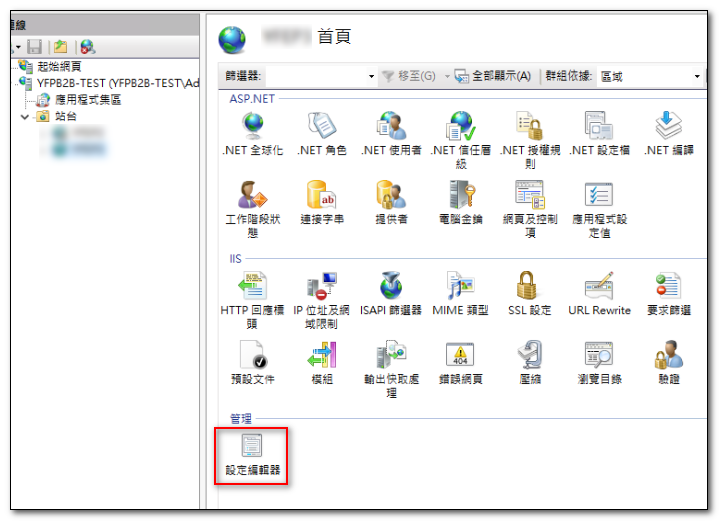 連線
首頁
篩選器:
移至(G)
全部顯示(A)
群組依據:
區域
起始網頁
YFPB2B-TEST (YFPB2B-TEST\Ad
應用程式集區
站台
ASP.NET
.NET 全球化
.NET 角色
.NET 使用者
.NET 信任層
級
.NET 授權規
則
.NET 設定檔
.NET 編譯
工作階段狀
態
連接字串
提供者
電腦金鑰
網頁及控制
項
應用程式設
定值
IIS
HTTP 回應標
頭
IP 位址及網
域限制
ISAPI 篩選器
MIME 類型
SSL 設定
URL Rewrite
要求篩選
預設文件
模組
輸出快取處
理
錯誤網頁
壓縮
瀏覽目錄
驗證
管理
設定編輯器